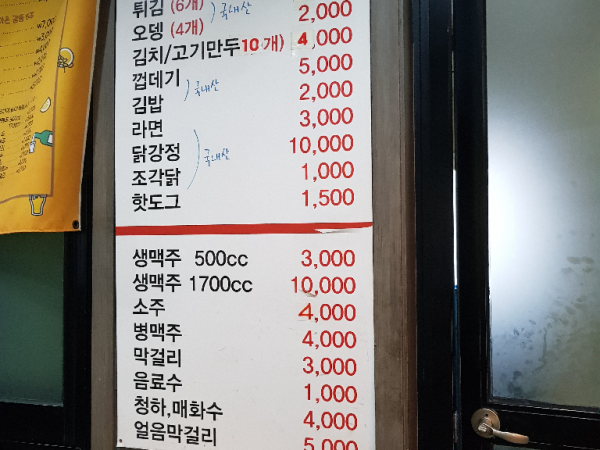 튀김 (6개) 국내산
오뎅 (4개) 2,000
김치/고기만두10개) 4,000
껍데기 5,000
국내산
김밥 2,000
라면 3,000
닭강정 10,000
국내산
조각닭 1,000
핫도그 1,500
생맥주 500cc 3,000
생맥주 1700cc 10,000
소주 4,000
병맥주 4,000
막걸리 3,000
음료수 1,000
청하,매화수 4,000
얼음막걸리 5,000